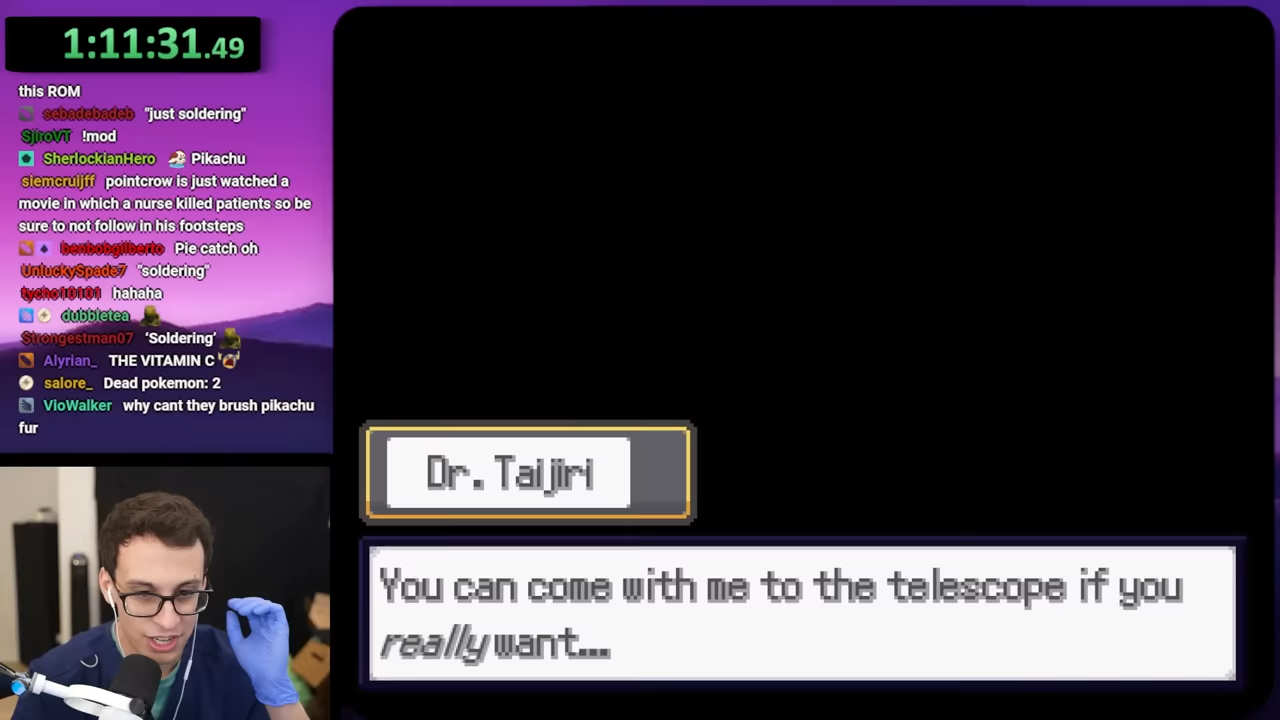 1:11:31.49
this ROM
sebadebadeb "just soldering"
SjiroVT !mod
SherlockianHero Pikachu
siemcruijff pointcrow is just watched a
movie in which a nurse killed patients so be
sure to not follow in his footsteps
benbobgilberto Pie catch oh
UnluckySpade7 "soldering"
tycho10101 hahaha
dubbletea
Strongestman07 ‘Soldering’
Alyrian_ THE VITAMIN C
salore_ Dead pokemon: 2
VioWalker why cant they brush pikachu
fur
Dr. Taijiri
You can come with me to the telescope if you
really want...